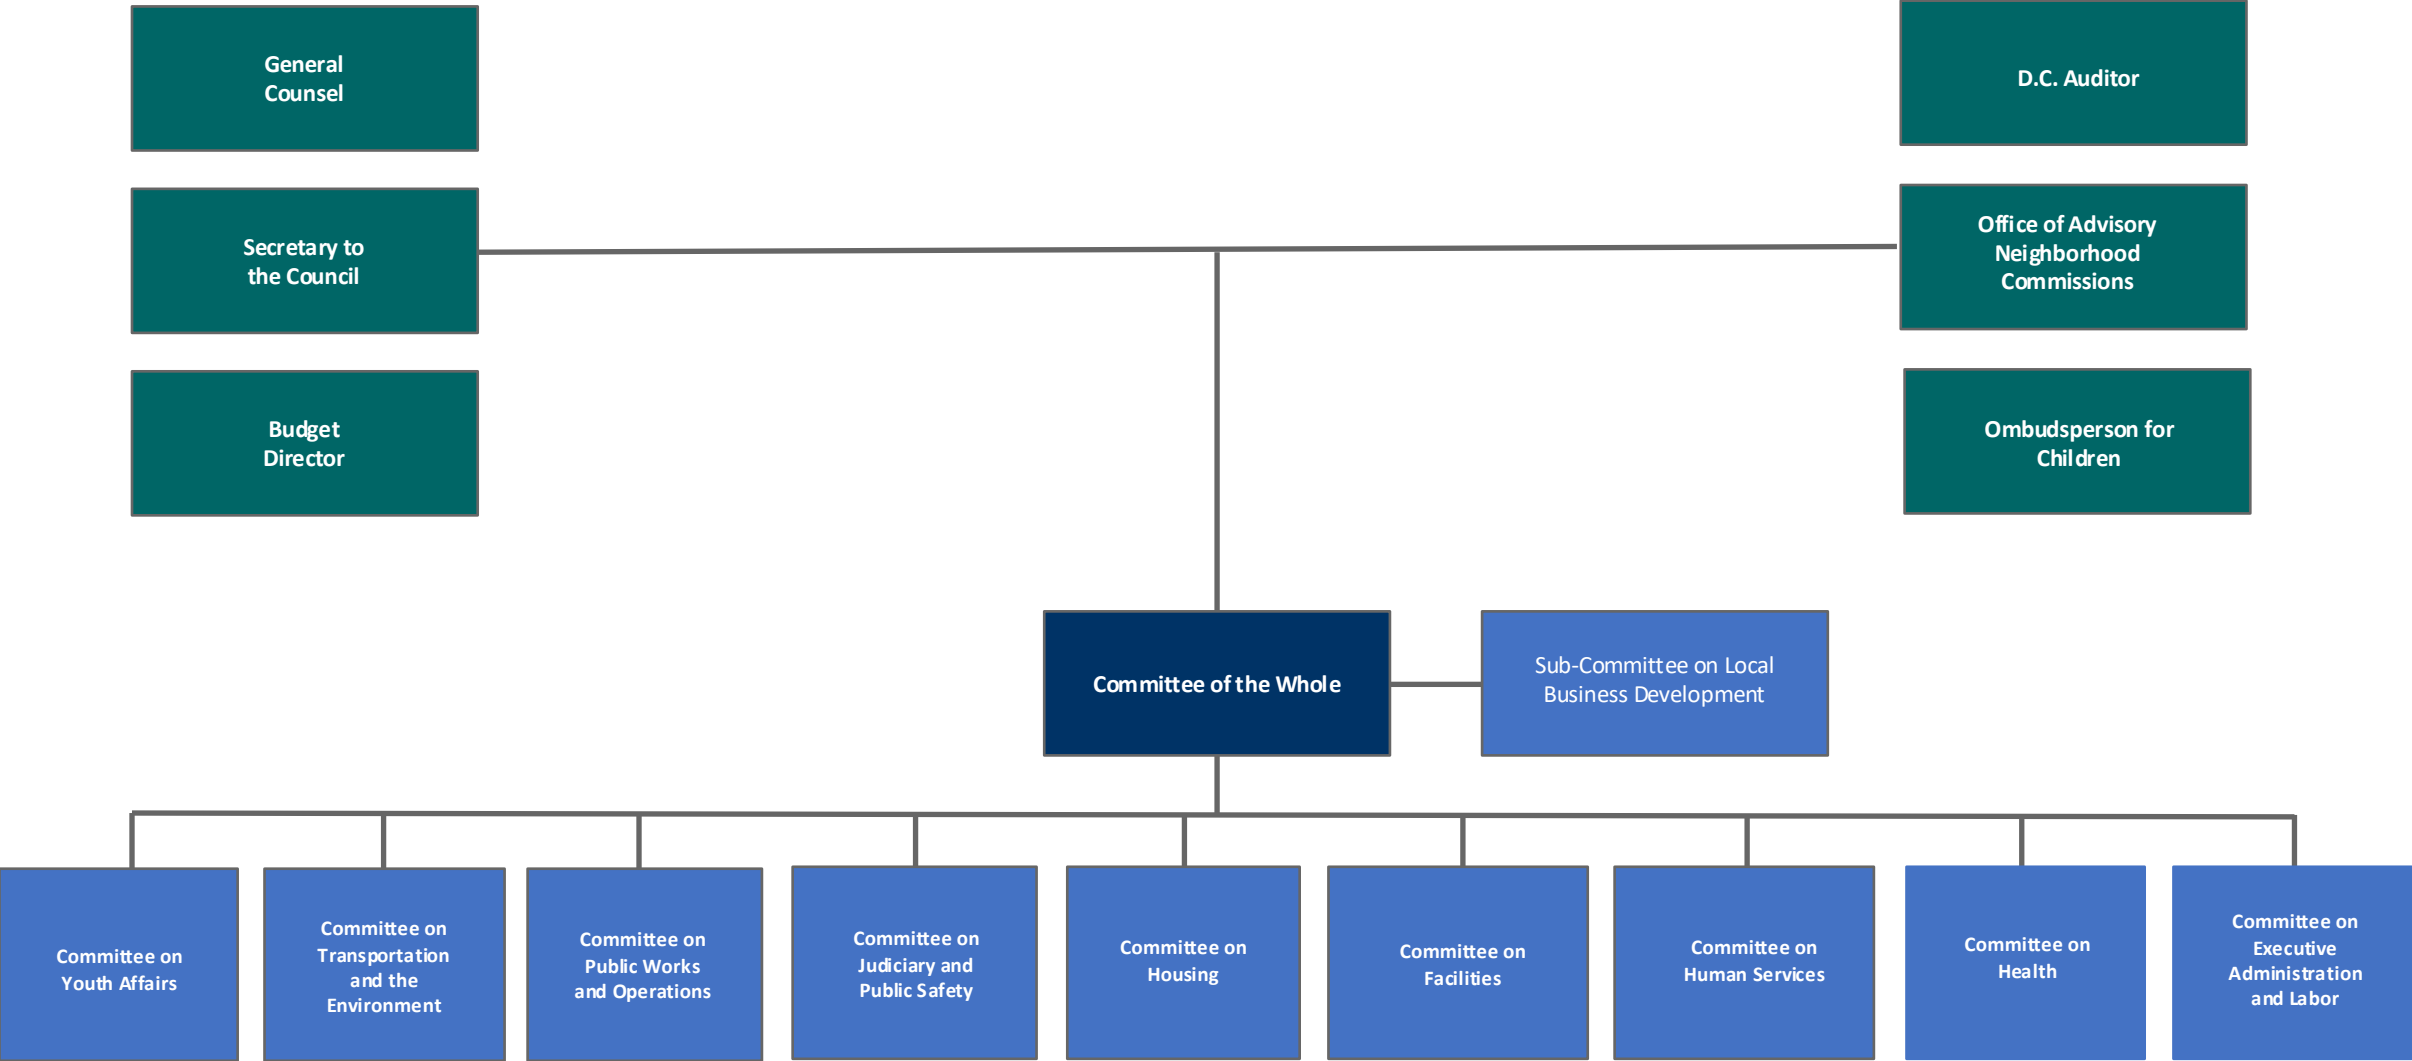 General
Counsel
D.C. Auditor
Secretary to
the Council
Office of Advisory
Neighborhood
Commissions
Budget
Director
Ombudsperson for
Children
Committee of the Whole
Sub-Committee on Local
Business Development
Committee on
Youth Affairs
Committee on
Transportation
and the
Environment
Committee on
Public Works
and Operations
Committee on
Judiciary and
Public Safety
Committee on
Housing
Committee on
Facilities
Committee on
Human Services
Committee on
Health
Committee on
Executive
Administration
and Labor